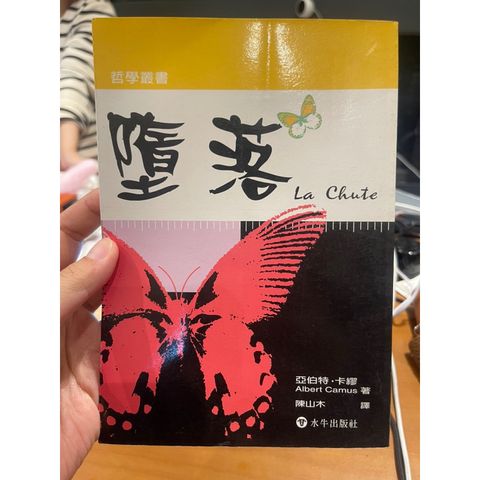 哲學叢書
墮落
La Chute
亞伯特·卡繆
Albert Camus 著
陳山木 譯
水牛出版社